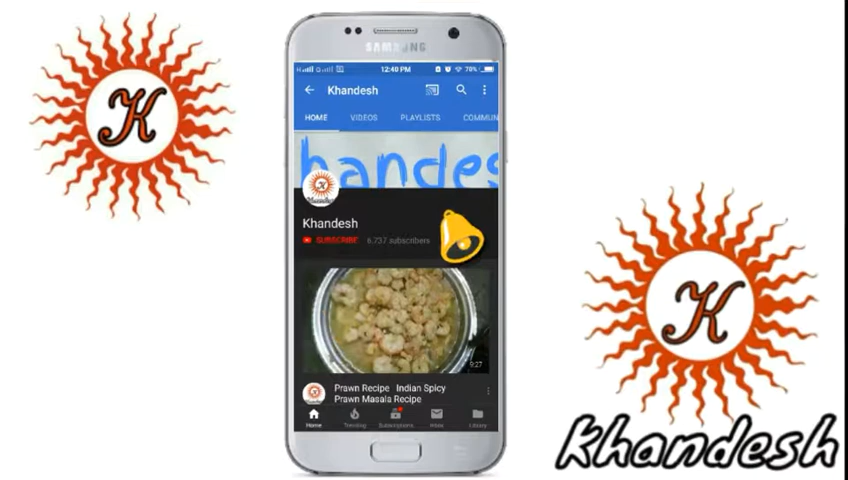 K
SAMSUNG
12:40 PM
70%
Khandesh
HOME VIDEOS PLAYLISTS COMMUN
handes
Khandesh
SUBSCRIBE 6,737 subscribers
9:27
Prawn Recipe Indian Spicy
Prawn Masala Recipe
Home Trending Subscriptions Inbox Library
K
Khandesh